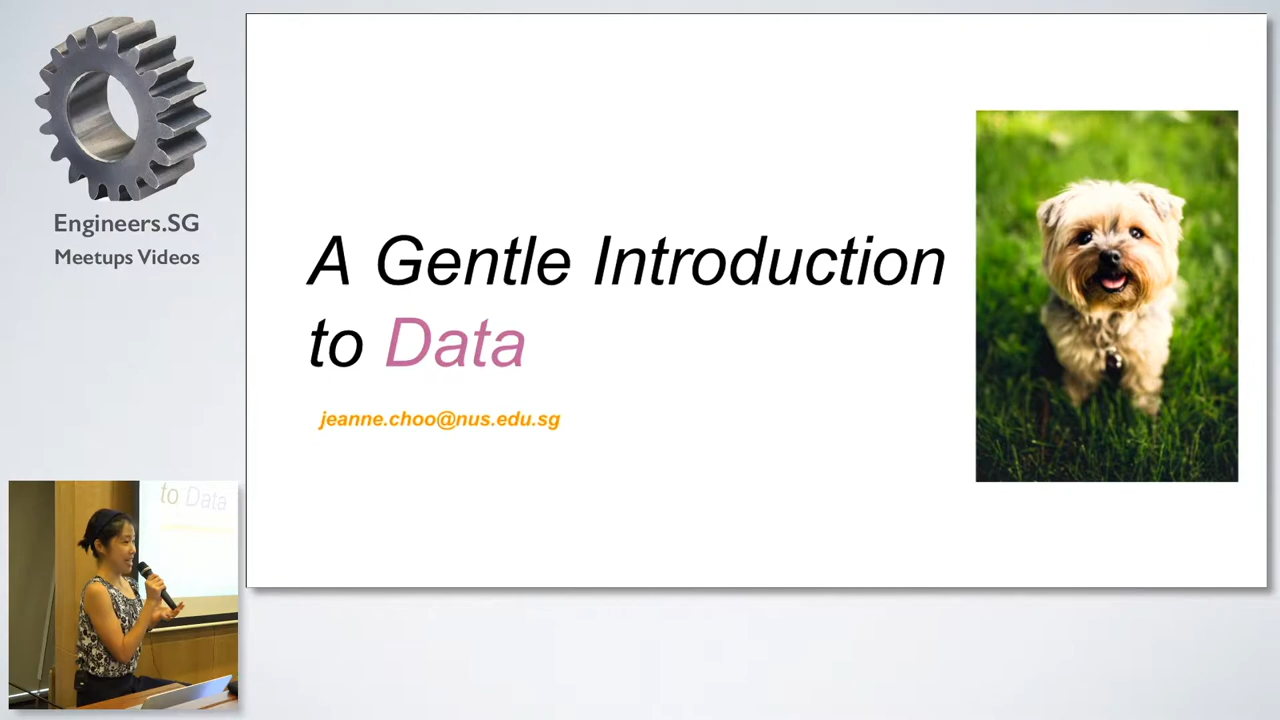 Engineers.SG
Meetups Videos
A Gentle Introduction
to Data
jeanne.choo@nus.edu.sg
to Data